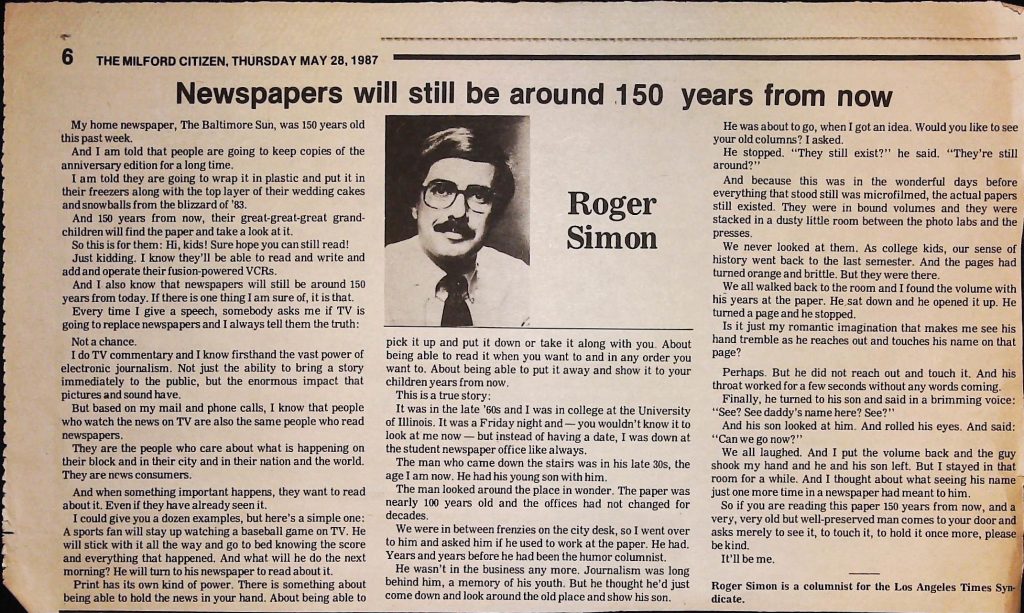 6 THE MILFORD CITIZEN, THURSDAY MAY 28, 1987
Newspapers will still be around 150 years from now
My home newspaper, The Baltimore Sun, was 150 years old
this past week.
And I am told that people are going to keep copies of the
anniversary edition for a long time.
I am told they are going to wrap it in plastic and put it in
their freezers along with the top layer of their wedding cakes
and snowballs from the blizzard of '83.
And 150 years from now, their great-great-great grand-
children will find the paper and take a look at it.
So this is for them: Hi, kids! Sure hope you can still read!
Just kidding. I know they'll be able to read and write and
add and operate their fusion-powered VCRs.
And I also know that newspapers will still be around 150
years from today. If there is one thing I am sure of, it is that.
Every time I give a speech, somebody asks me if TV is
going to replace newspapers and I always tell them the truth:
Not a chance.
I do TV commentary and I know firsthand the vast power of
electronic journalism. Not just the ability to bring a story
immediately to the public, but the enormous impact that
pictures and sound have.
But based on my mail and phone calls, I know that people
who watch the news on TV are also the same people who read
newspapers.
They are the people who care about what is happening on
their block and in their city and in their nation and the world.
They are news consumers.
And when something important happens, they want to read
about it. Even if they have already seen it.
I could give you a dozen examples, but here's a simple one:
A sports fan will stay up watching a baseball game on TV. He
will stick with it all the way and go to bed knowing the score
and everything that happened. And what will he do the next
morning? He will turn to his newspaper to read about it.
Print has its own kind of power. There is something about
being able to hold the news in your hand. About being able to
Roger
Simon
pick it up and put it down or take it along with you. About
being able to read it when you want to and in any order you
want to. About being able to put it away and show it to your
children years from now.
This is a true story:
It was in the late '60s and I was in college at the University
of Illinois. It was a Friday night and — you wouldn't know it to
look at me now — but instead of having a date, I was down at
the student newspaper office like always.
The man who came down the stairs was in his late 30s, the
age I am now. He had his young son with him.
The man looked around the place in wonder. The paper was
nearly 100 years old and the offices had not changed for
decades.
We were in between frenzies on the city desk, so I went over
to him and asked him if he used to work at the paper. He had.
Years and years before he had been the humor columnist.
He wasn't in the business any more. Journalism was long
behind him, a memory of his youth. But he thought he'd just
come down and look around the old place and show his son.
He was about to go, when I got an idea. Would you like to see
your old columns? I asked.
He stopped. "They still exist?" he said. "They're still
around?"
And because this was in the wonderful days before
everything that stood still was microfilmed, the actual papers
still existed. They were in bound volumes and they were
stacked in a dusty little room between the photo labs and the
presses.
We never looked at them. As college kids, our sense of
history went back to the last semester. And the pages had
turned orange and brittle. But they were there.
We all walked back to the room and I found the volume with
his years at the paper. He sat down and he opened it up. He
turned a page and he stopped.
Is it just my romantic imagination that makes me see his
hand tremble as he reaches out and touches his name on that
page?
Perhaps. But he did not reach out and touch it. And his
throat worked for a few seconds without any words coming.
Finally, he turned to his son and said in a brimming voice:
"See? See daddy's name here? See?"
And his son looked at him. And rolled his eyes. And said:
"Can we go now?"
We all laughed. And I put the volume back and the guy
shook my hand and he and his son left. But I stayed in that
room for a while. And I thought about what seeing his name
just one more time in a newspaper had meant to him.
So if you are reading this paper 150 years from now, and a
very, very old but well-preserved man comes to your door and
asks merely to see it, to touch it, to hold it once more, please
be kind.
It'll be me.
Roger Simon is a columnist for the Los Angeles Times Syn-
dicate.